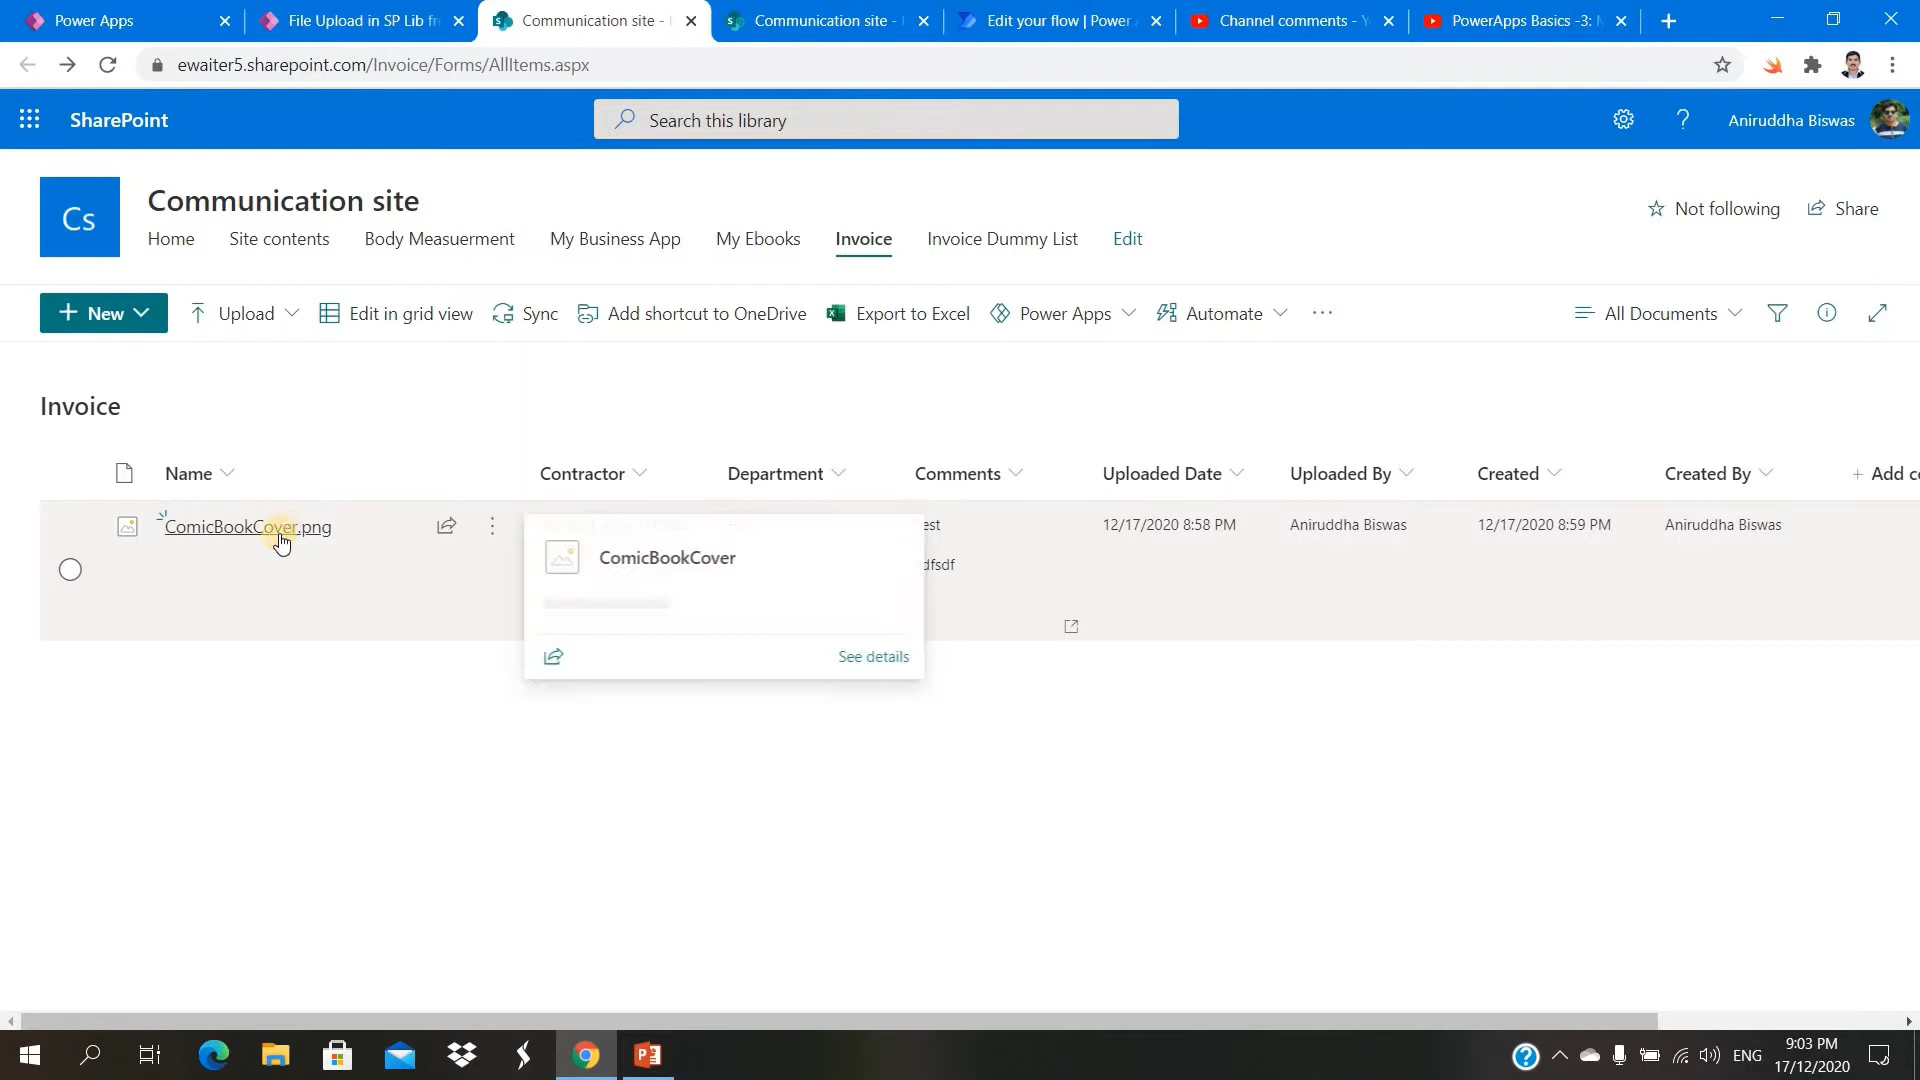 Power Apps
File Upload in SP Lib fr
Communication site -
Communication site -
Edit your flow | Power
Channel comments - Y
PowerApps Basics -3:
ewaiter5.sharepoint.com/Invoice/Forms/AllItems.aspx
SharePoint
Search this library
Aniruddha Biswas
Cs
Communication site
Not following
Share
Home
Site contents
Body Measuerment
My Business App
My Ebooks
Invoice
Invoice Dummy List
Edit
New
Upload
Edit in grid view
Sync
Add shortcut to OneDrive
Export to Excel
Power Apps
Automate
All Documents
Invoice
Name
Contractor
Department
Comments
Uploaded Date
Uploaded By
Created
Created By
+ Add co
ComicBookCover.png
est
12/17/2020 8:58 PM
Aniruddha Biswas
12/17/2020 8:59 PM
Aniruddha Biswas
dfsdf
ComicBookCover
See details
ENG
9:03 PM
17/12/2020